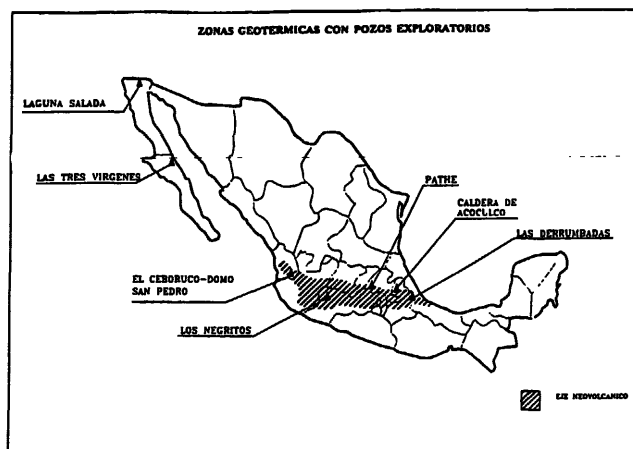 ZONAS GEOTERMICAS CON POZOS EXPLORATORIOS
LAGUNA SALADA
LAS TRES VIRGENES
PATHE
CALDERA DE
ACOCULCO
LAS DERRUMBADAS
EL CEBORUCO-DOMO
SAN PEDRO
LOS NEGRITOS
EJE NEOVOLCANICO